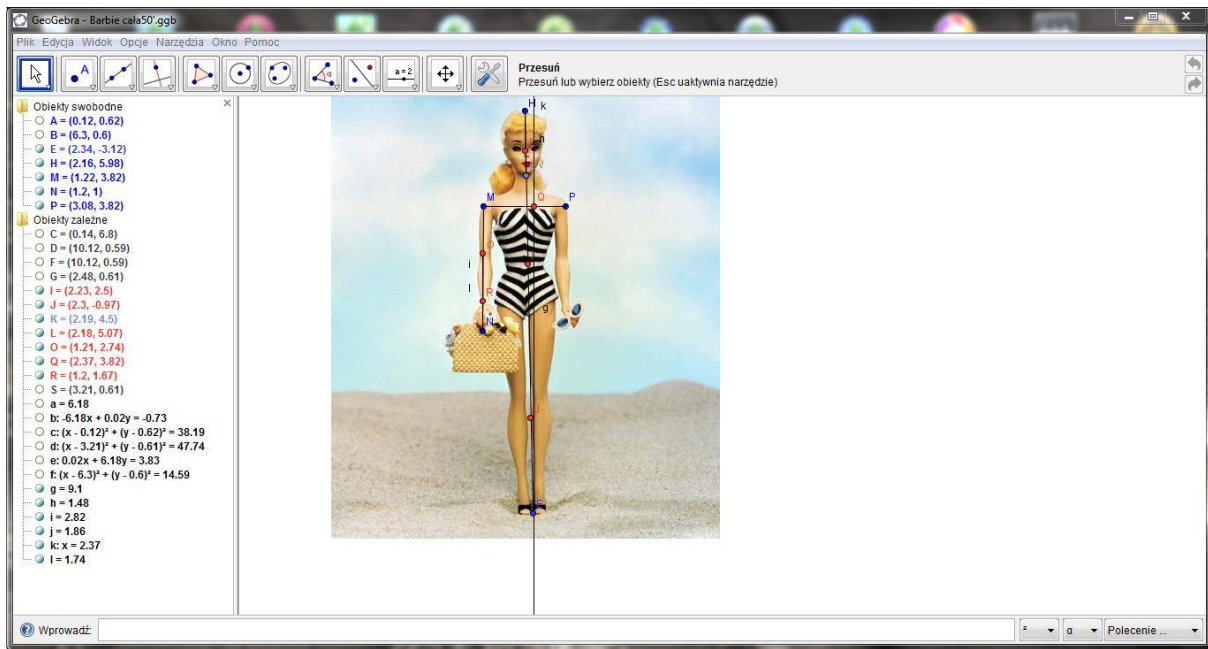 GeoGebra - Barbie cała50'.ggb
Plik Edycja Widok Opcje Narzędzia Okno Pomoc
A
α
a = 2
Przesuń
Przesuń lub wybierz obiekty (Esc uaktywnia narzędzie)
Obiekty swobodne
A = (0.12, 0.62)
B = (6.3, 0.6)
E = (2.34, -3.12)
H = (2.16, 5.98)
M = (1.22, 3.82)
N = (1.2, 1)
P = (3.08, 3.82)
Obiekty zależne
C = (0.14, 6.8)
D = (10.12, 0.59)
F = (10.12, 0.59)
G = (2.48, 0.61)
I = (2.23, 2.5)
J = (2.3, -0.97)
K = (2.19, 4.5)
L = (2.18, 5.07)
O = (1.21, 2.74)
Q = (2.37, 3.82)
R = (1.2, 1.67)
S = (3.21, 0.61)
a = 6.18
b: -6.18x + 0.02y = -0.73
c: (x - 0.12)² + (y - 0.62)² = 38.19
d: (x - 3.21)² + (y - 0.61)² = 47.74
e: 0.02x + 6.18y = 3.83
f: (x - 6.3)² + (y - 0.6)² = 14.59
g = 9.1
h = 1.48
i = 2.82
j = 1.86
k: x = 2.37
l = 1.74
H k
h
M Q P
O
i
l R
N g
J
E
Wprowadź:
² α Polecenie ...